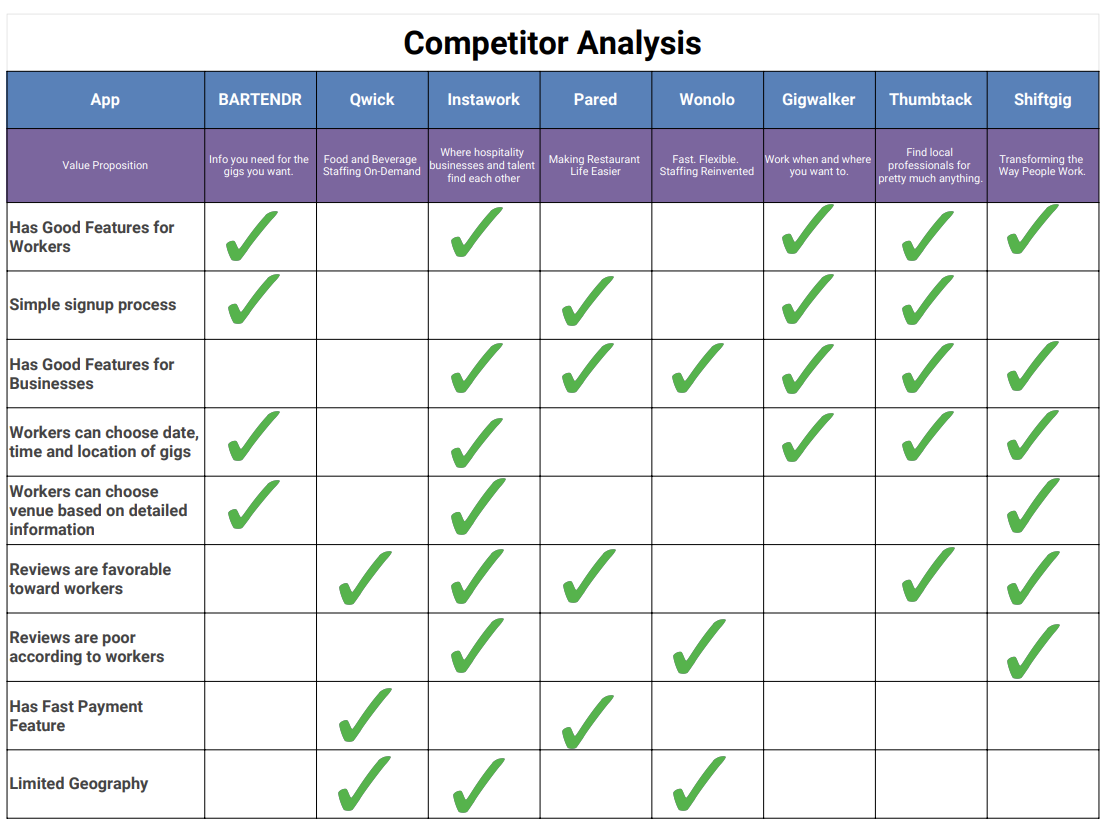 Competitor Analysis
App BARTENDR Qwick Instawork Pared Wonolo Gigwalker Thumbtack Shiftgig
Value Proposition
Info you need for the
gigs you want.
Food and Beverage
Staffing On-Demand
Where hospitality
businesses and talent
find each other
Making Restaurant
Life Easier
Fast. Flexible.
Staffing Reinvented
Work when and where
you want to.
Find local
professionals for
pretty much anything.
Transforming the
Way People Work.
Has Good Features for
Workers
Simple signup process
Has Good Features for
Businesses
Workers can choose date,
time and location of gigs
Workers can choose
venue based on detailed
information
Reviews are favorable
toward workers
Reviews are poor
according to workers
Has Fast Payment
Feature
Limited Geography